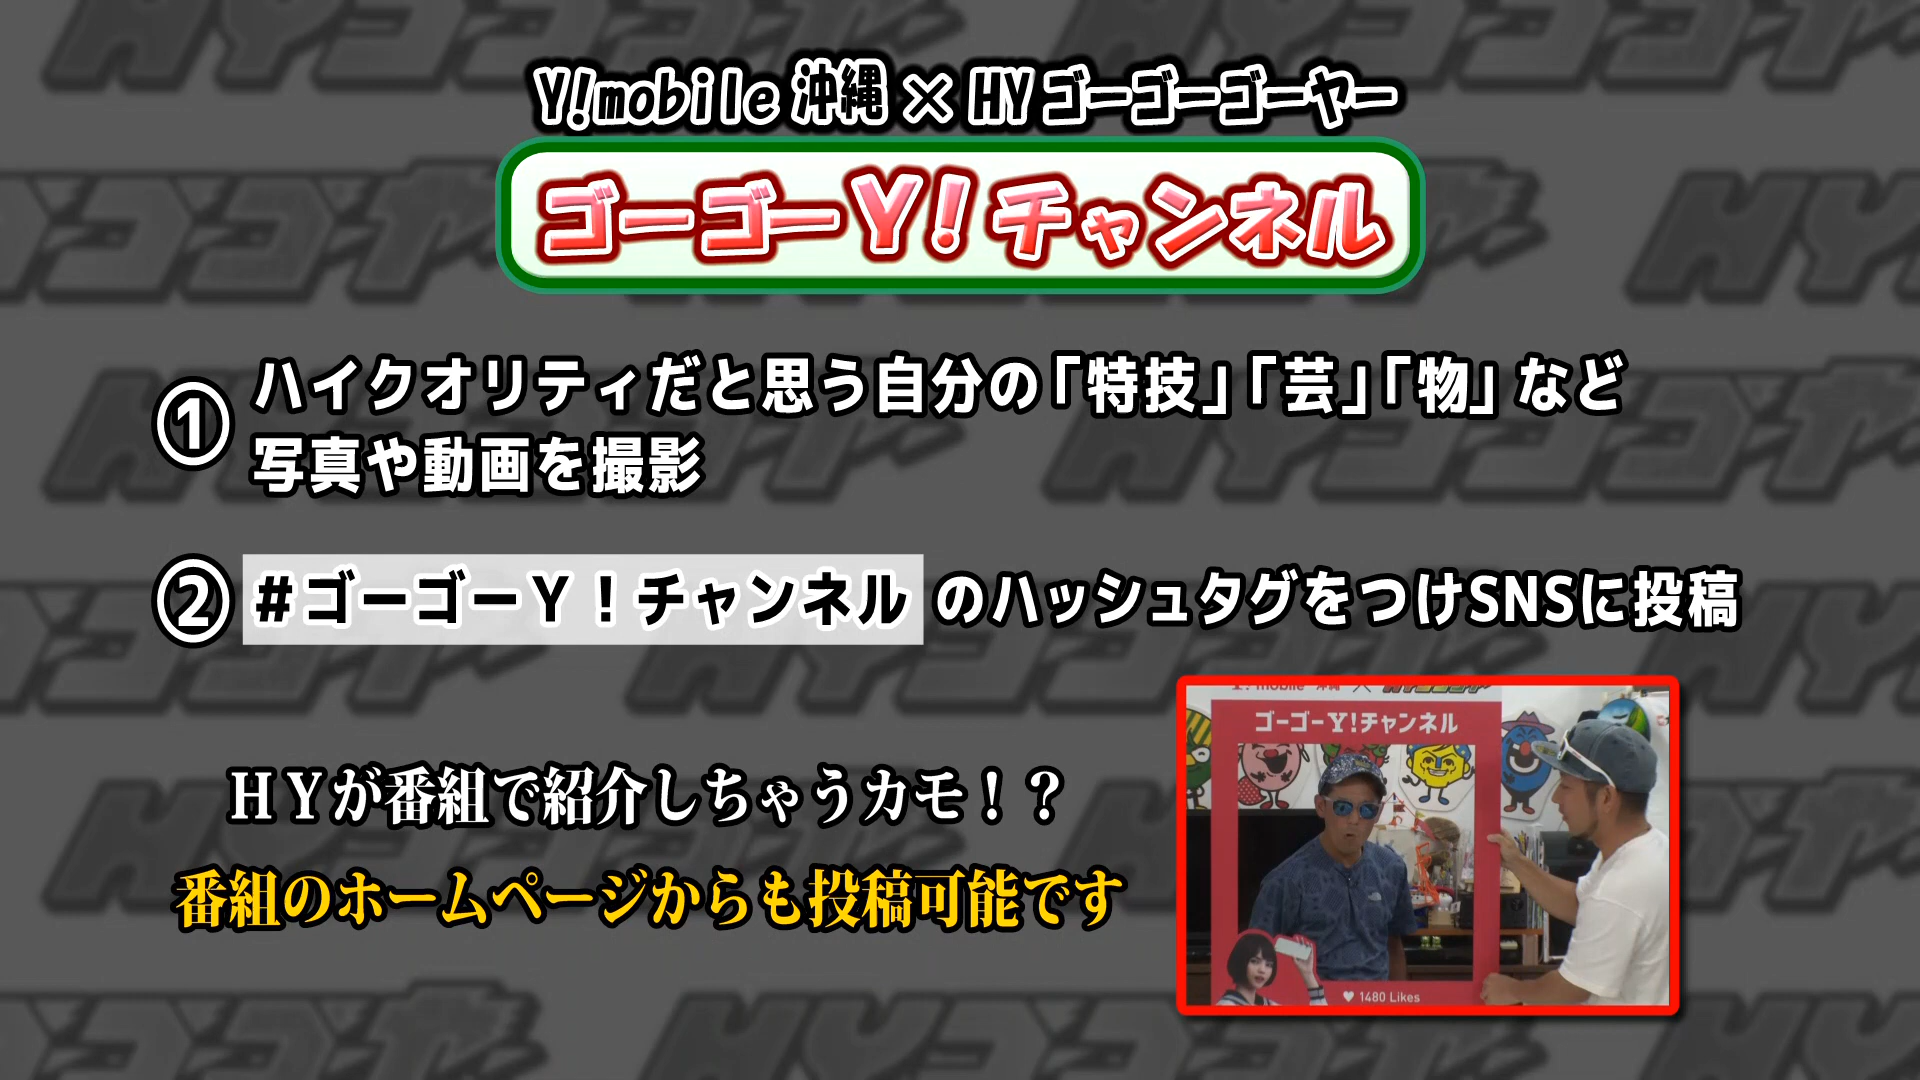 Y!mobile 沖縄 × HY ゴーゴーゴーヤー
ゴーゴーY!チャンネル
① ハイクオリティだと思う自分の「特技」「芸」「物」など
写真や動画を撮影
② #ゴーゴーY！チャンネル のハッシュタグをつけSNSに投稿
HYが番組で紹介しちゃうカモ！？
番組のホームページからも投稿可能です
ゴーゴーY!チャンネル
♥ 1480 Likes